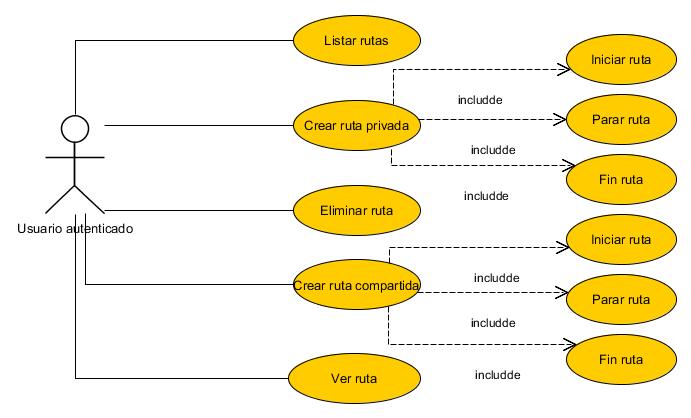 Listar rutas
Iniciar ruta
includde
Crear ruta privada
Parar ruta
includde
Fin ruta
includde
Eliminar ruta
Usuario autenticado
Iniciar ruta
includde
Crear ruta compartida
Parar ruta
includde
Fin ruta
includde
Ver ruta